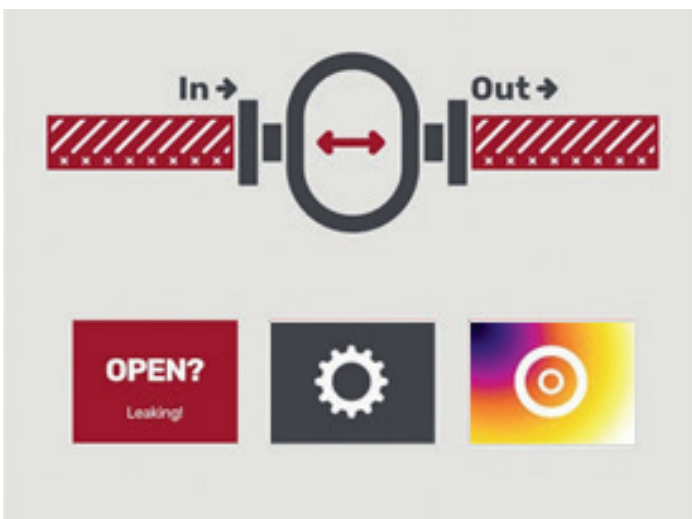 In →
Out →
OPEN?
Leaking!